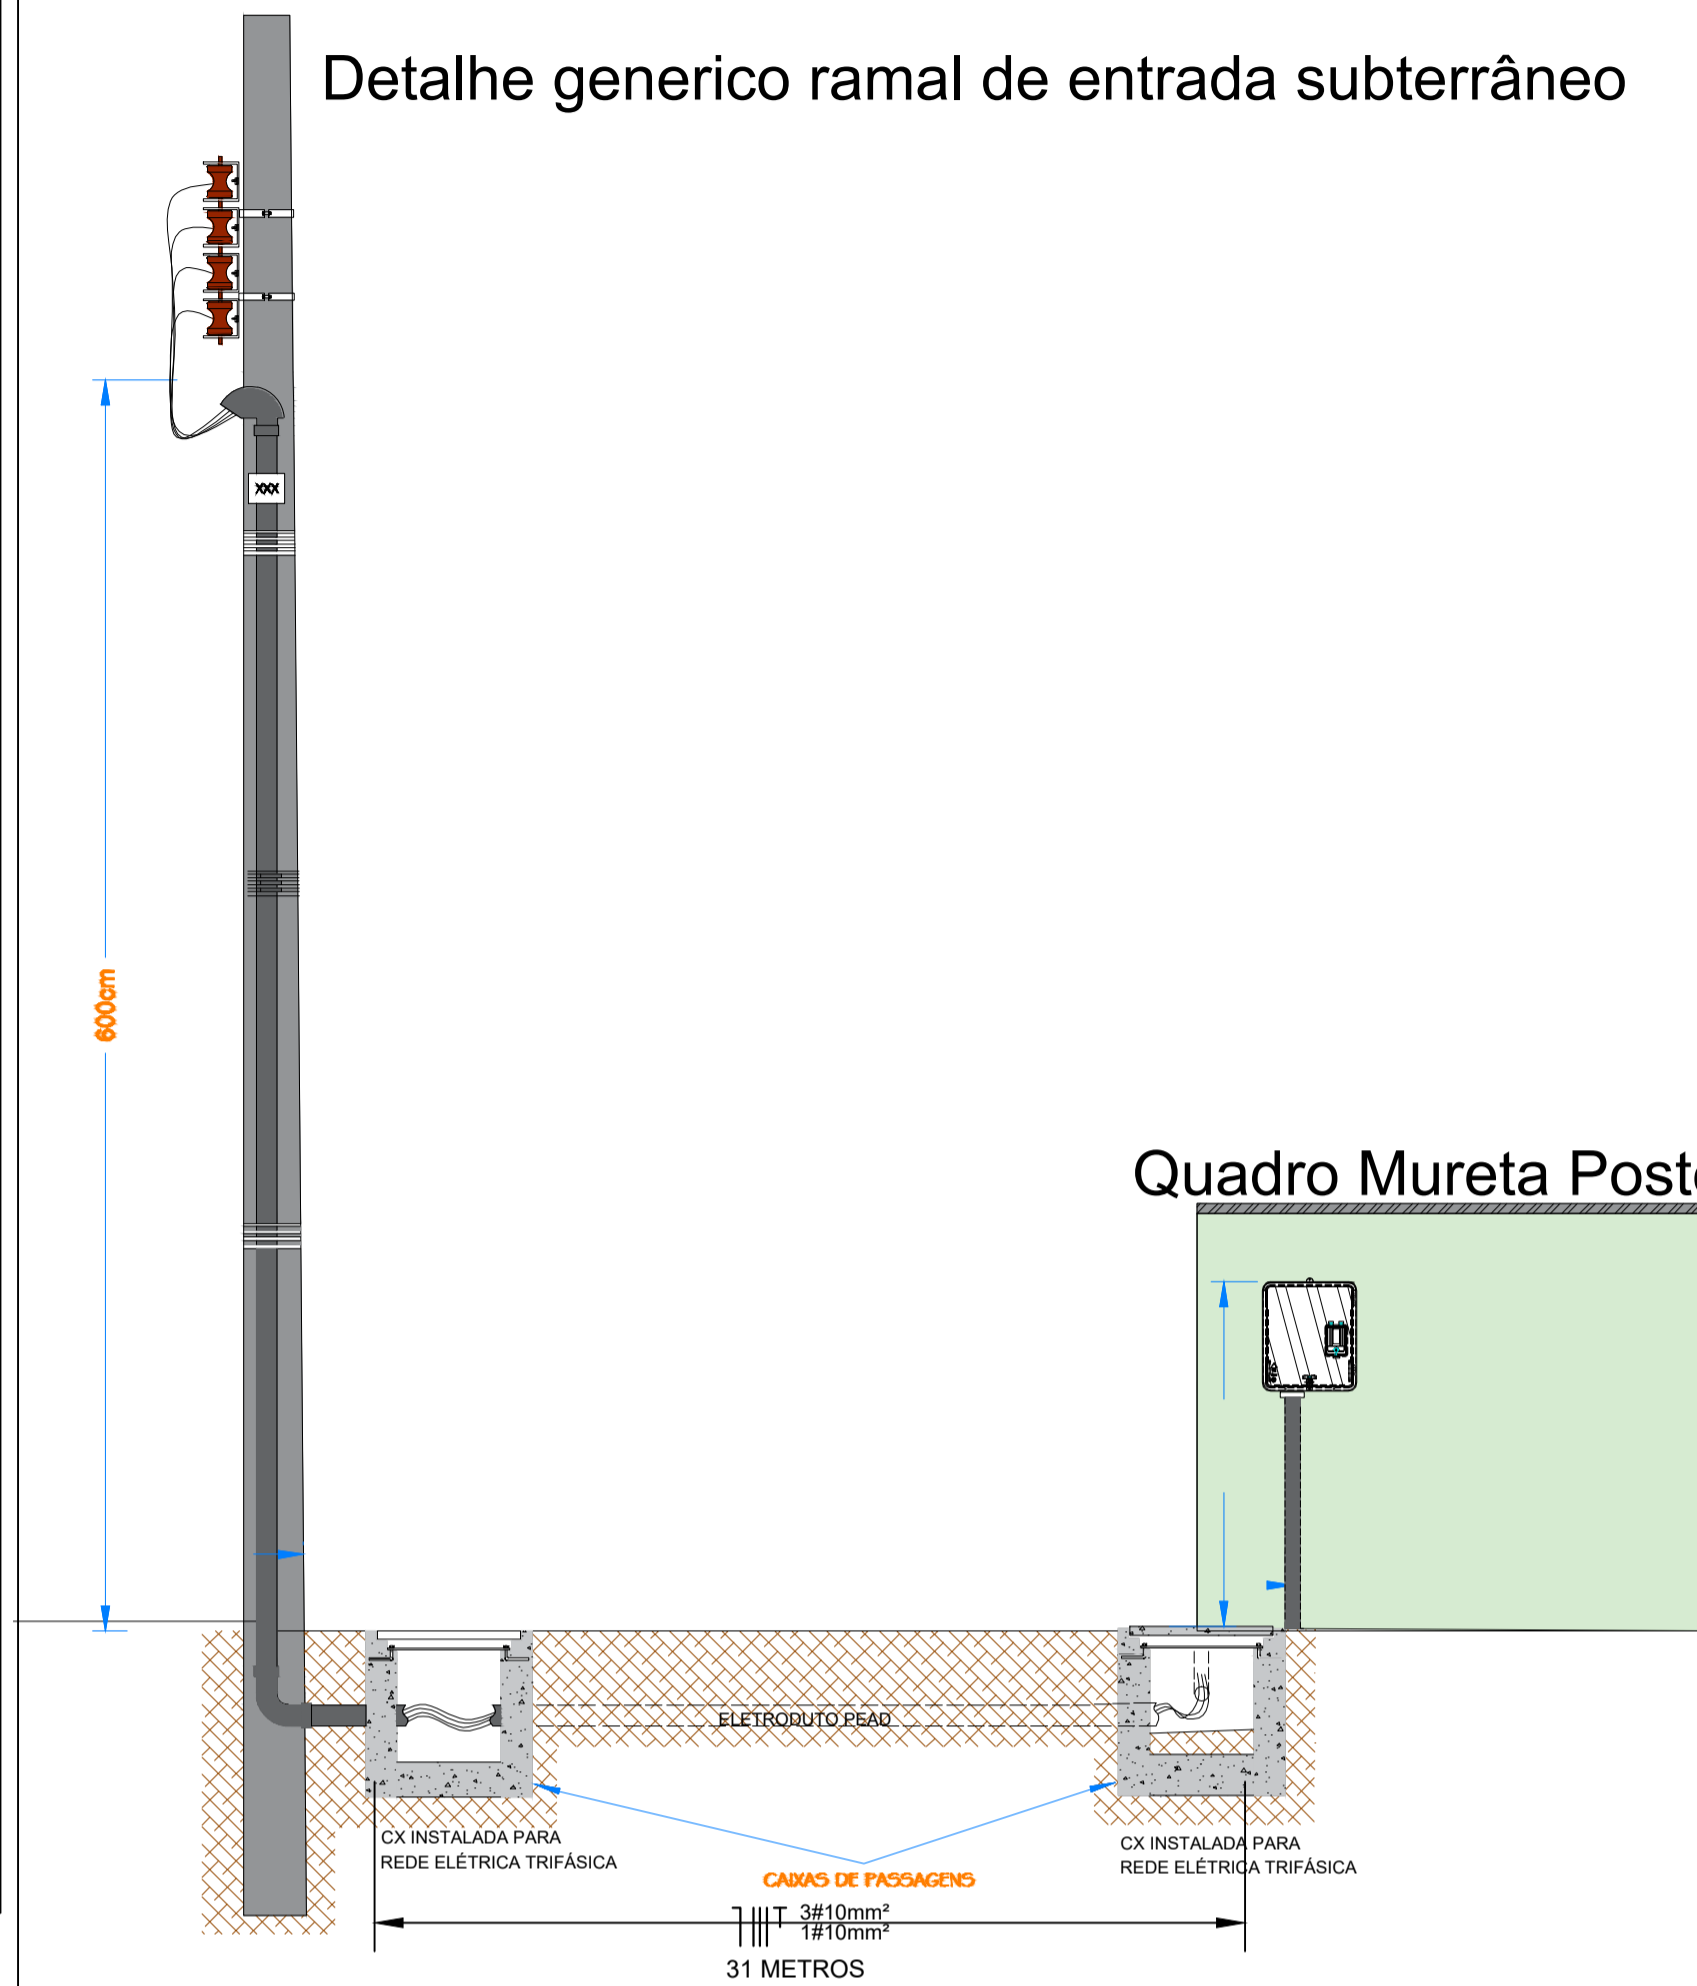 Detalhe generico ramal de entrada subterrâneo
XXX
600cm
Quadro Mureta Poste
ELETRODUTO PEAD
CX INSTALADA PARA
REDE ELÉTRICA TRIFÁSICA
CX INSTALADA PARA
REDE ELÉTRICA TRIFÁSICA
CAIXAS DE PASSAGENS
3#10mm²
1#10mm²
31 METROS